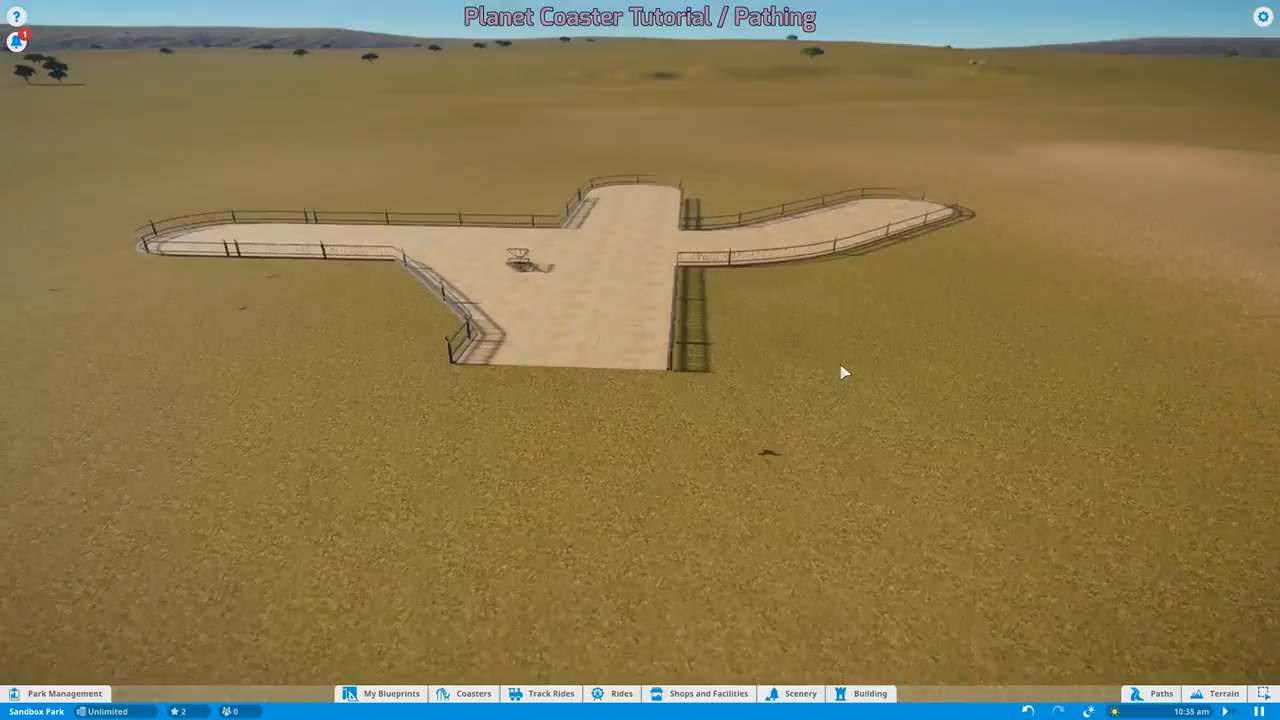 Planet Coaster Tutorial / Pathing
?
1
Park Management
My Blueprints
Coasters
Track Rides
Rides
Shops and Facilities
Scenery
Building
Paths
Terrain
Sandbox Park
Unlimited
2
0
10:35 am